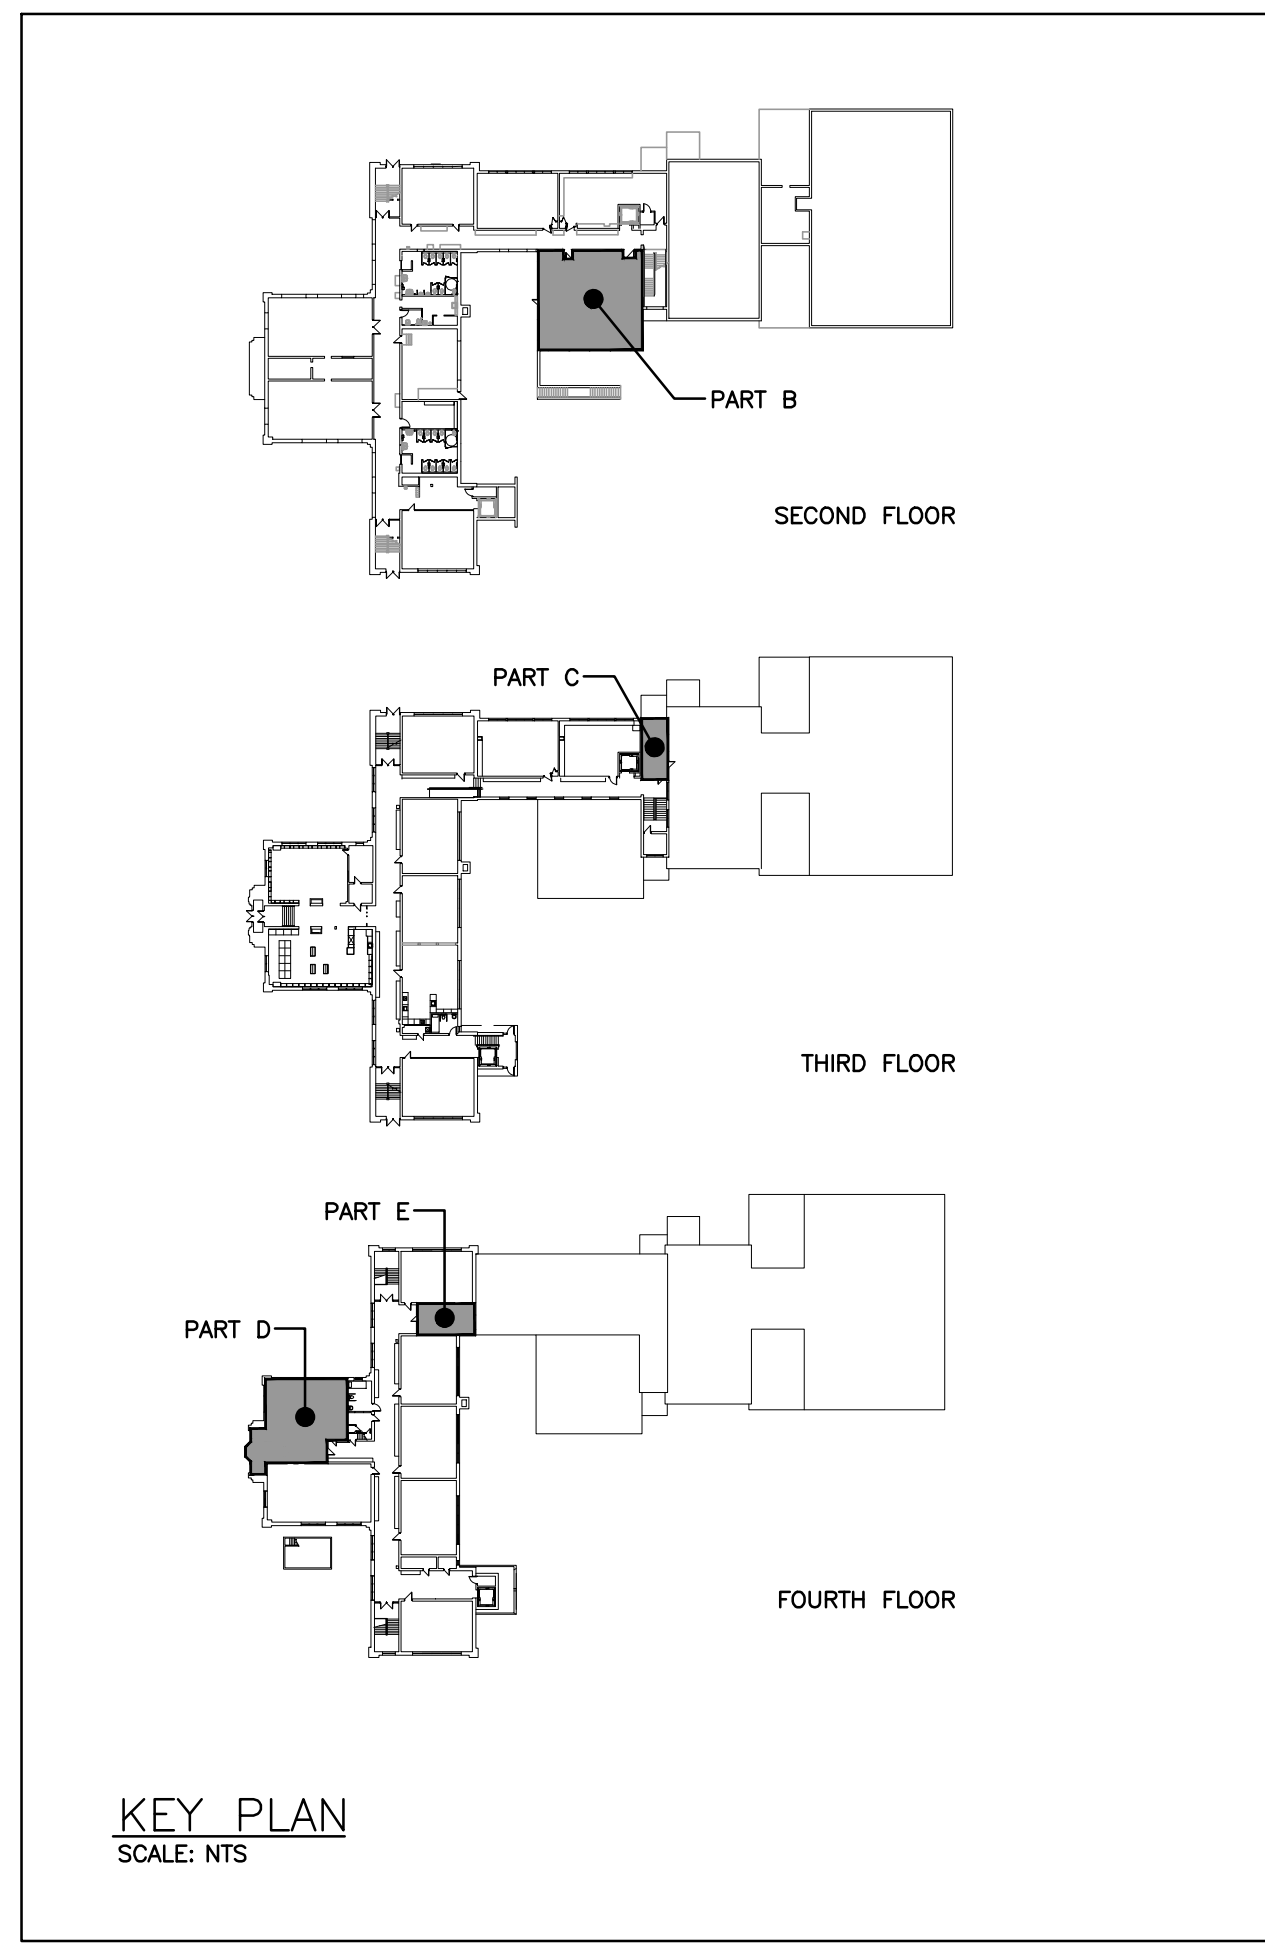 PART B
SECOND FLOOR
PART C
THIRD FLOOR
PART E
PART D
FOURTH FLOOR
KEY PLAN
SCALE: NTS